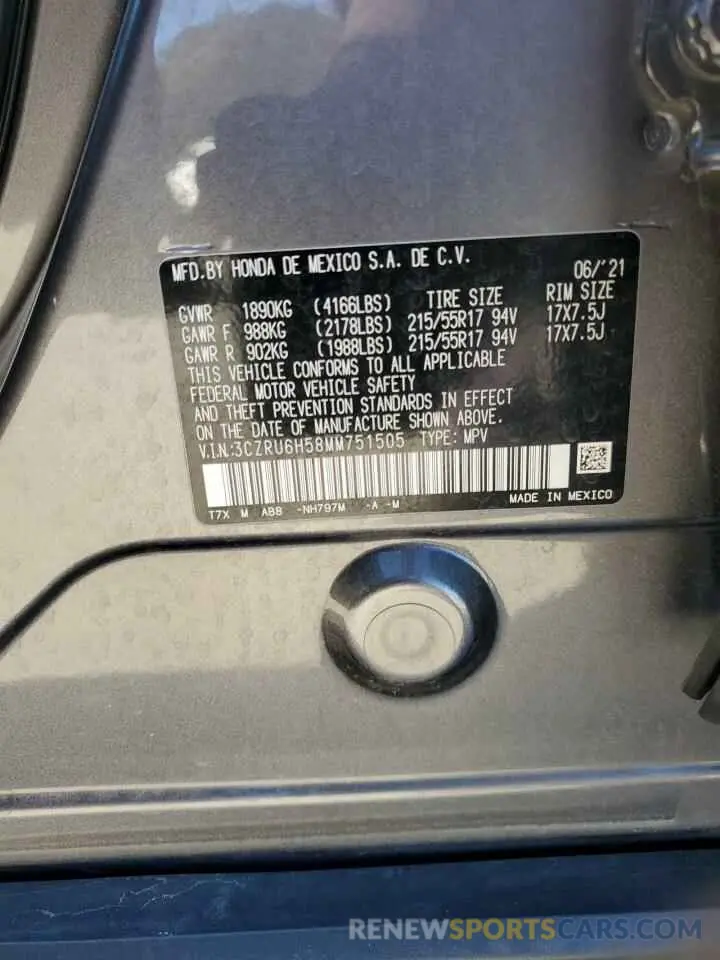 MFD.BY HONDA DE MEXICO S.A. DE C.V. 06/'21
GVWR 1890KG (4166LBS) TIRE SIZE RIM SIZE
GAWR F 988KG (2178LBS) 215/55R17 94V 17X7.5J
GAWR R 902KG (1988LBS) 215/55R17 94V 17X7.5J
THIS VEHICLE CONFORMS TO ALL APPLICABLE
FEDERAL MOTOR VEHICLE SAFETY
AND THEFT PREVENTION STANDARDS IN EFFECT
ON THE DATE OF MANUFACTURE SHOWN ABOVE.
V.I.N:3CZRU6H58MM751505 TYPE: MPV
T7X M ABB -NH797M -A -M MADE IN MEXICO
RENEWSPORTSCARS.COM